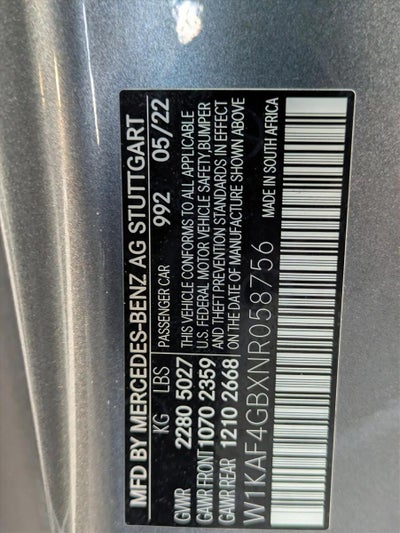 MFD BY MERCEDES-BENZ AG STUTTGART
KG LBS PASSENGER CAR 992 05/22
GVWR 2280 5027
GAWR FRONT 1070 2359
GAWR REAR 1210 2668
THIS VEHICLE CONFORMS TO ALL APPLICABLE
U.S. FEDERAL MOTOR VEHICLE SAFETY, BUMPER
AND THEFT PREVENTION STANDARDS IN EFFECT
ON THE DATE OF MANUFACTURE SHOWN ABOVE
W1KAF4GBXNR058756
MADE IN SOUTH AFRICA